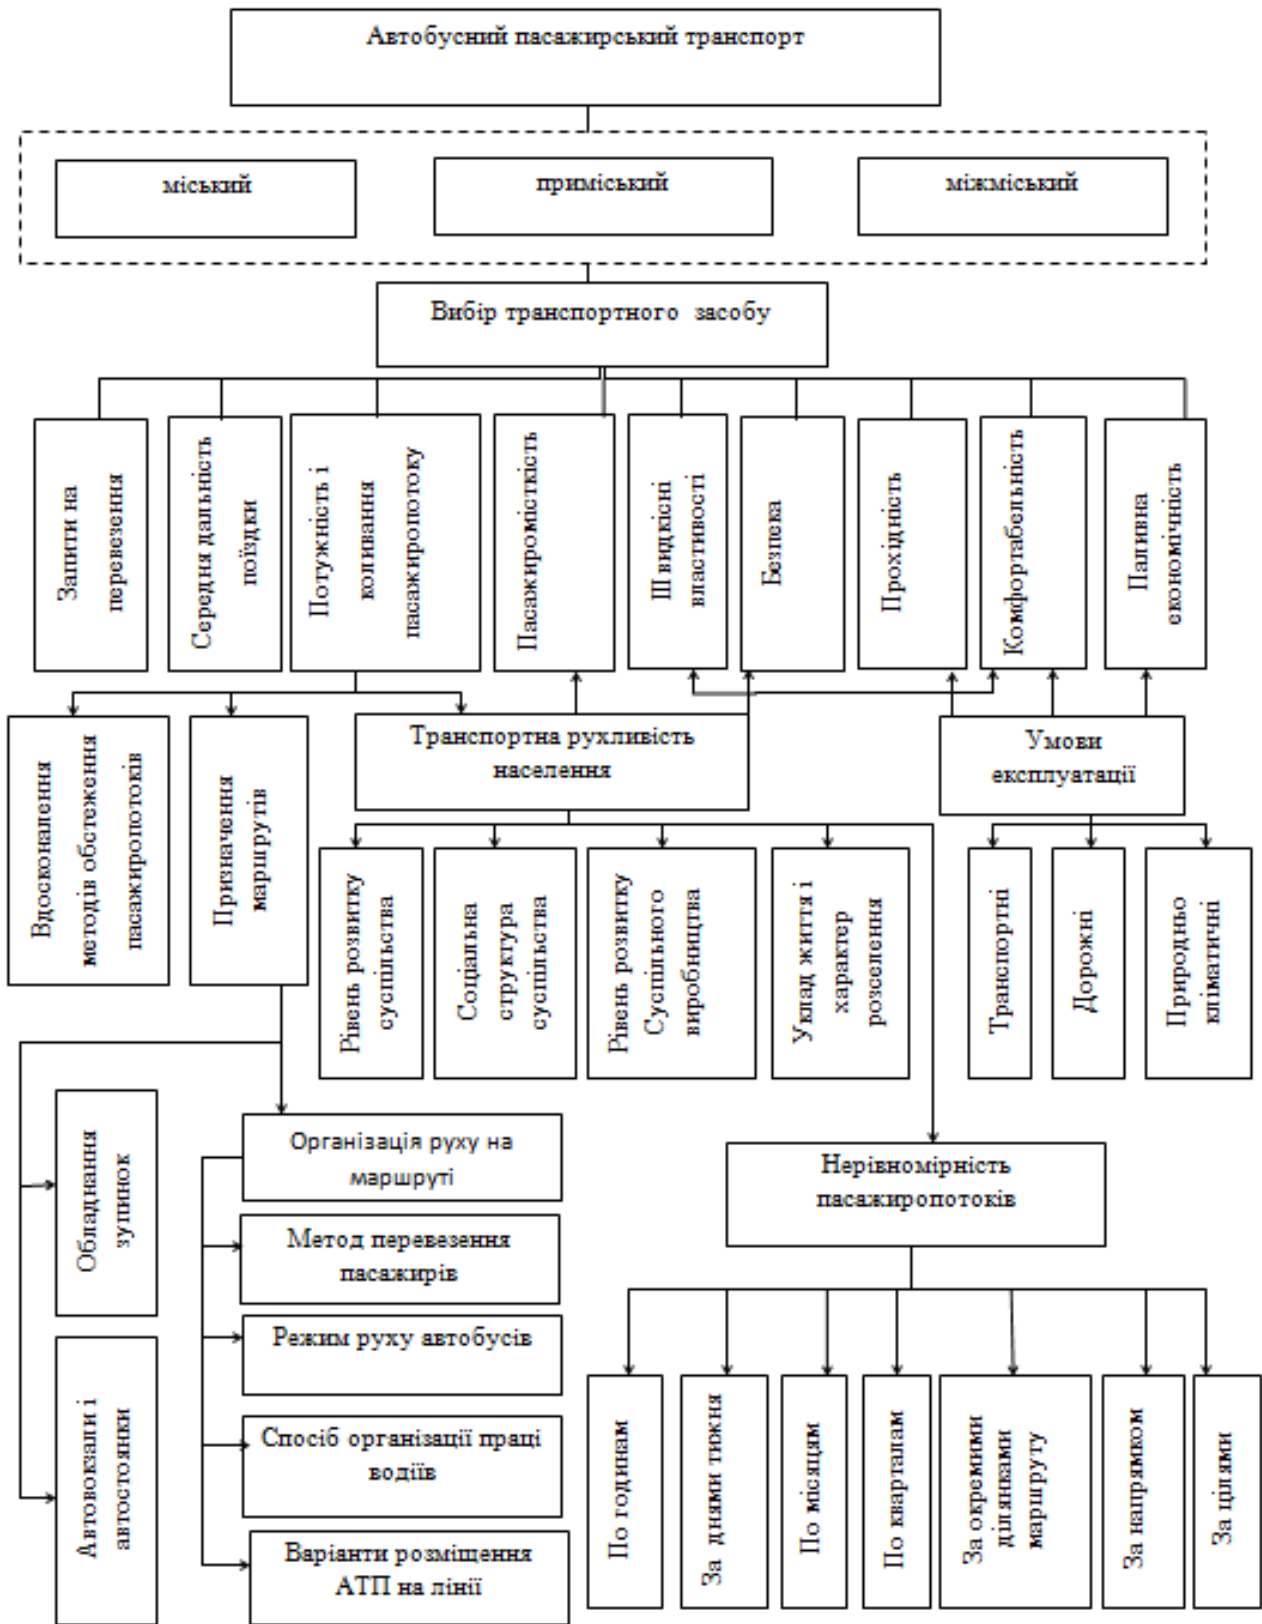 Автобусний пасажирський транспорт
міський
приміський
міжміський
Вибір транспортного засобу
Запити на
перевезення
Середня дальність
поїздки
Потужність і
коливання
пасажиропотоку
Пасажиромісткість
Швидкісні
властивості
Безпека
Прохідність
Комфортабельність
Паливна
економічність
Вдосконалення
методів обстеження
пасажиропотоків
Призначення
маршрутів
Транспортна рухливість
населення
Умови
експлуатації
Рівень розвитку
суспільства
Соціальна
структура
суспільства
Рівень розвитку
Суспільного
виробництва
Уклад життя і
характер
розселення
Транспортні
Дорожні
Природньо
кліматичні
Обладнання
зупинок
Автовокзали і
автостоянки
Організація руху на
маршруті
Метод перевезення
пасажирів
Режим руху автобусів
Спосіб організації праці
водіїв
Варіанти розміщення
АТП на лінії
Нерівномірність
пасажиропотоків
По годинам
За днями тижня
По місяцям
По кварталам
За окремими
ділянками
маршруту
За напрямком
За цілями